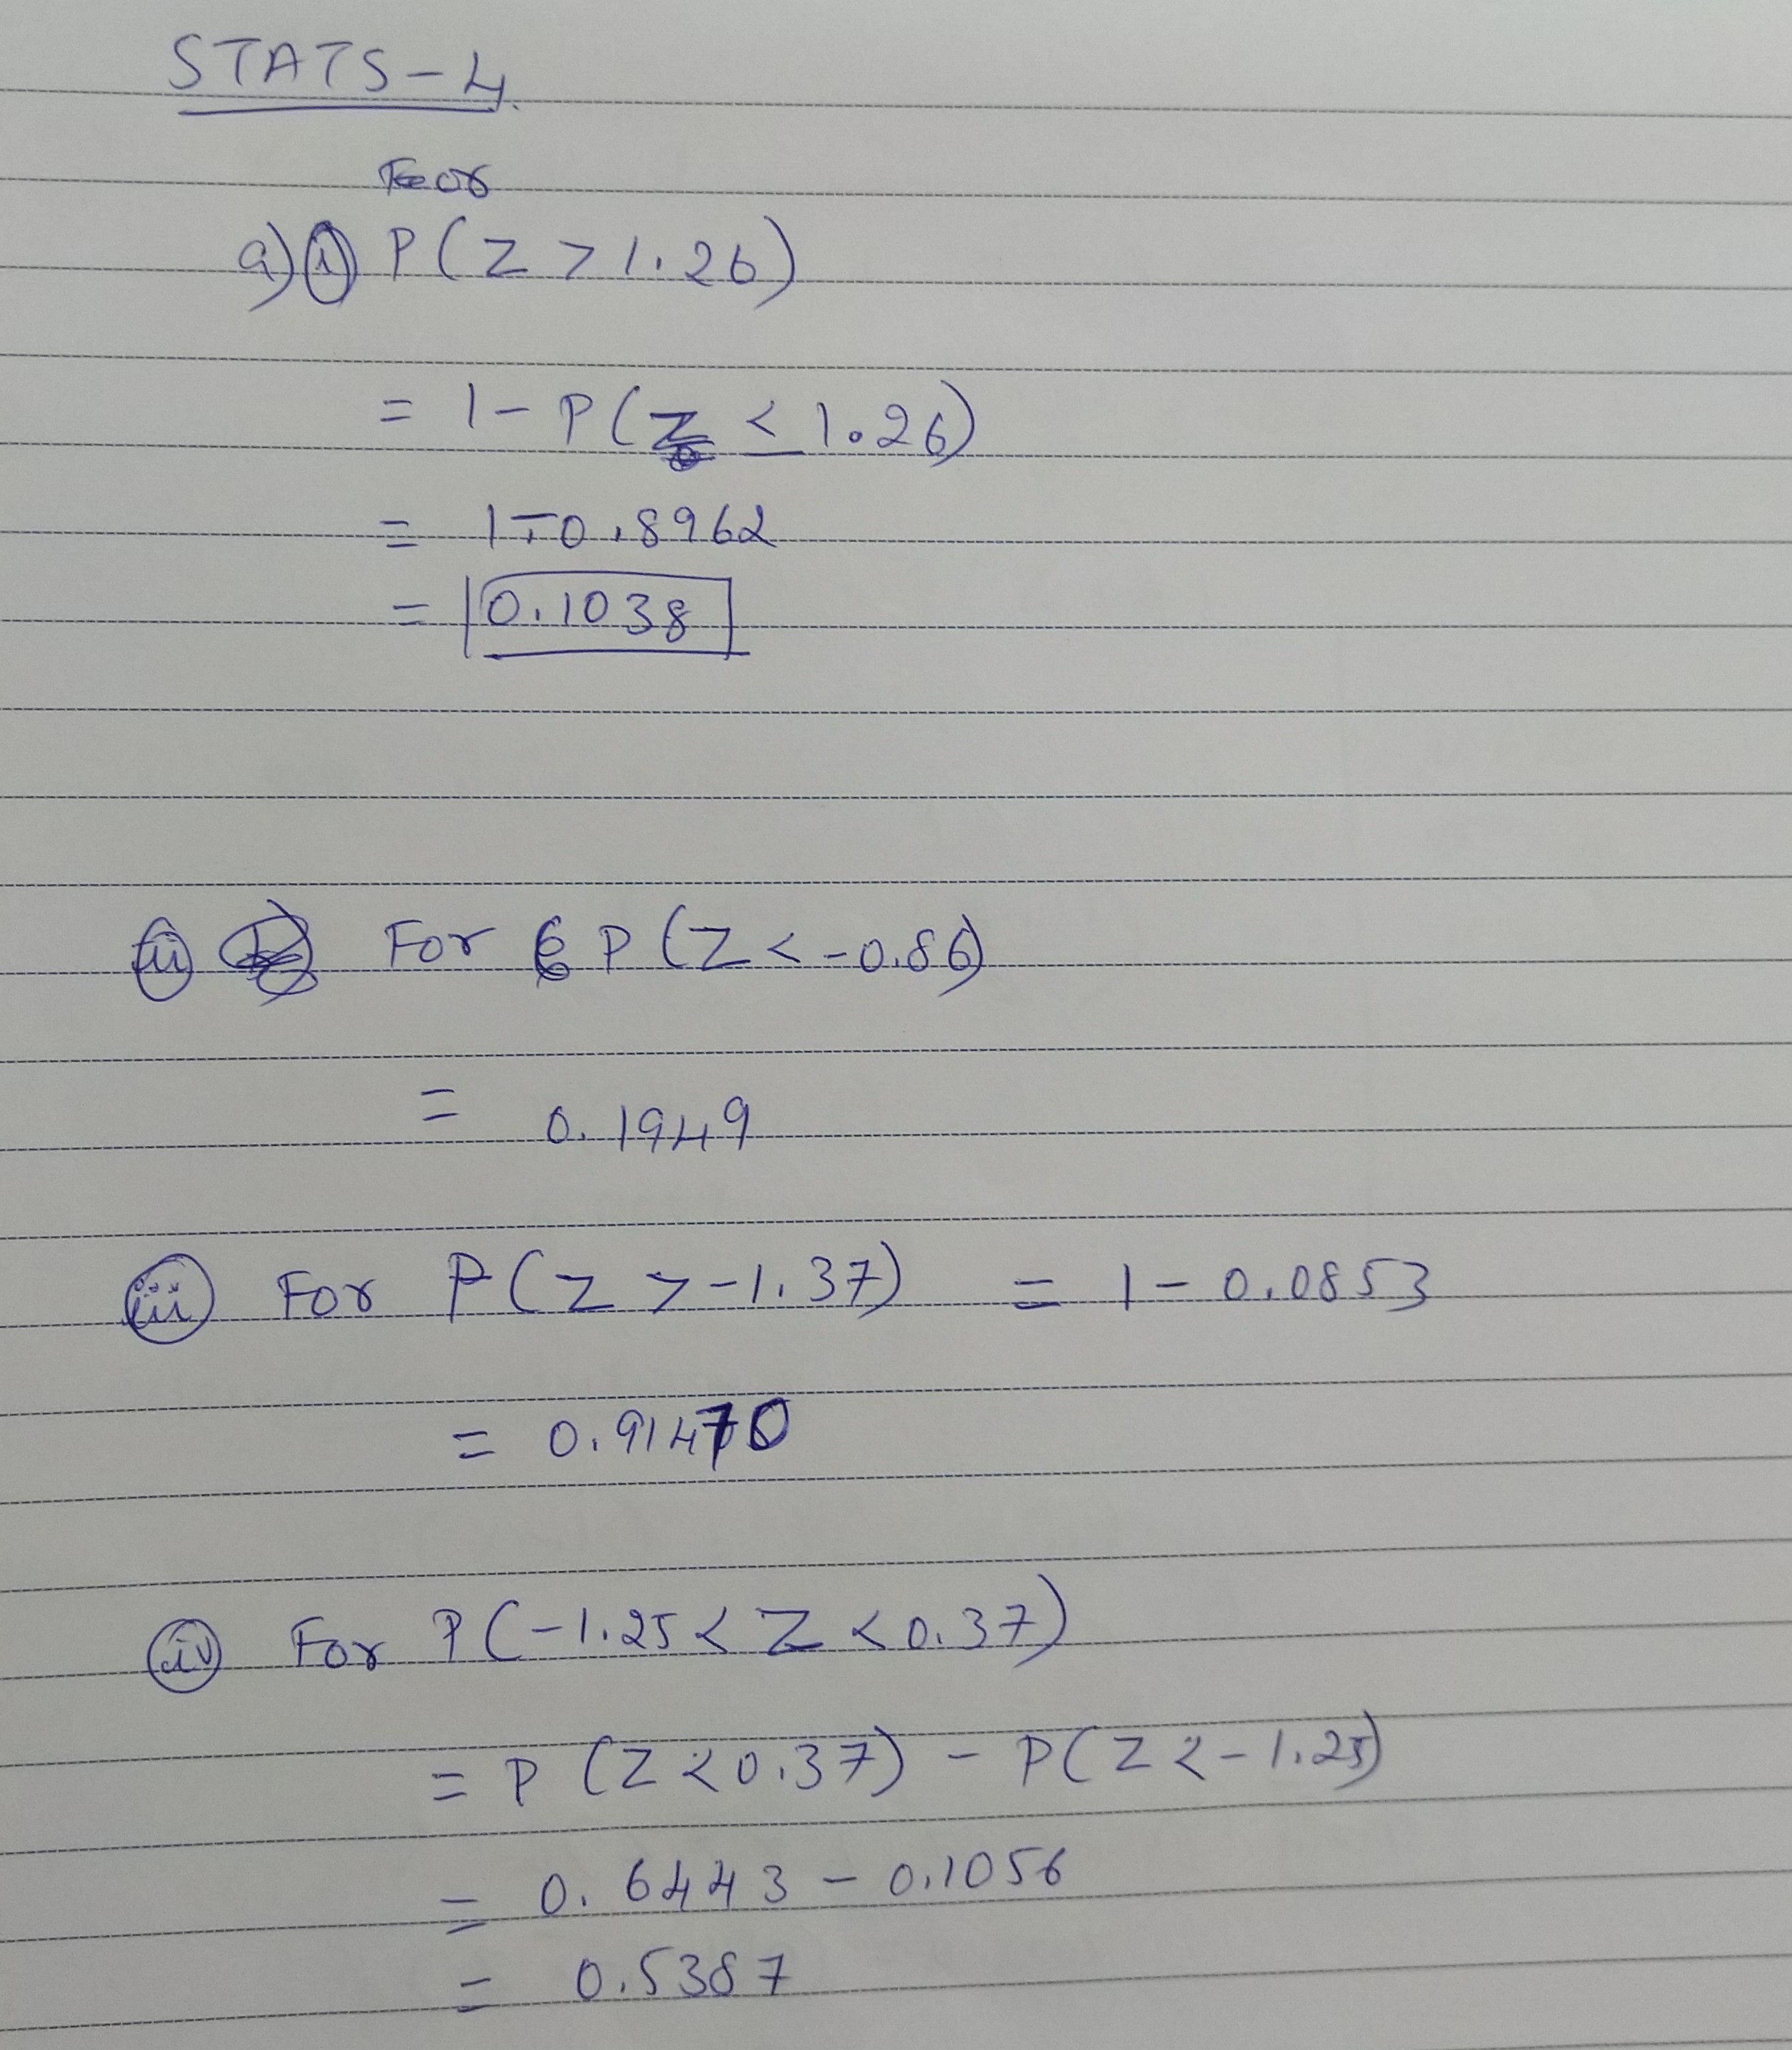 STATS-4.
For
a) i) P(Z > 1.26)
= 1 - P(Z ≤ 1.26)
= 1 - 0.8962
= 0.1038
ii) For P(Z < -0.86)
= 0.1949
iii) For P(Z > -1.37) = 1 - 0.0853
= 0.91470
iv) For P(-1.25 < Z < 0.37)
= P(Z < 0.37) - P(Z < -1.25)
= 0.6443 - 0.1056
= 0.5387